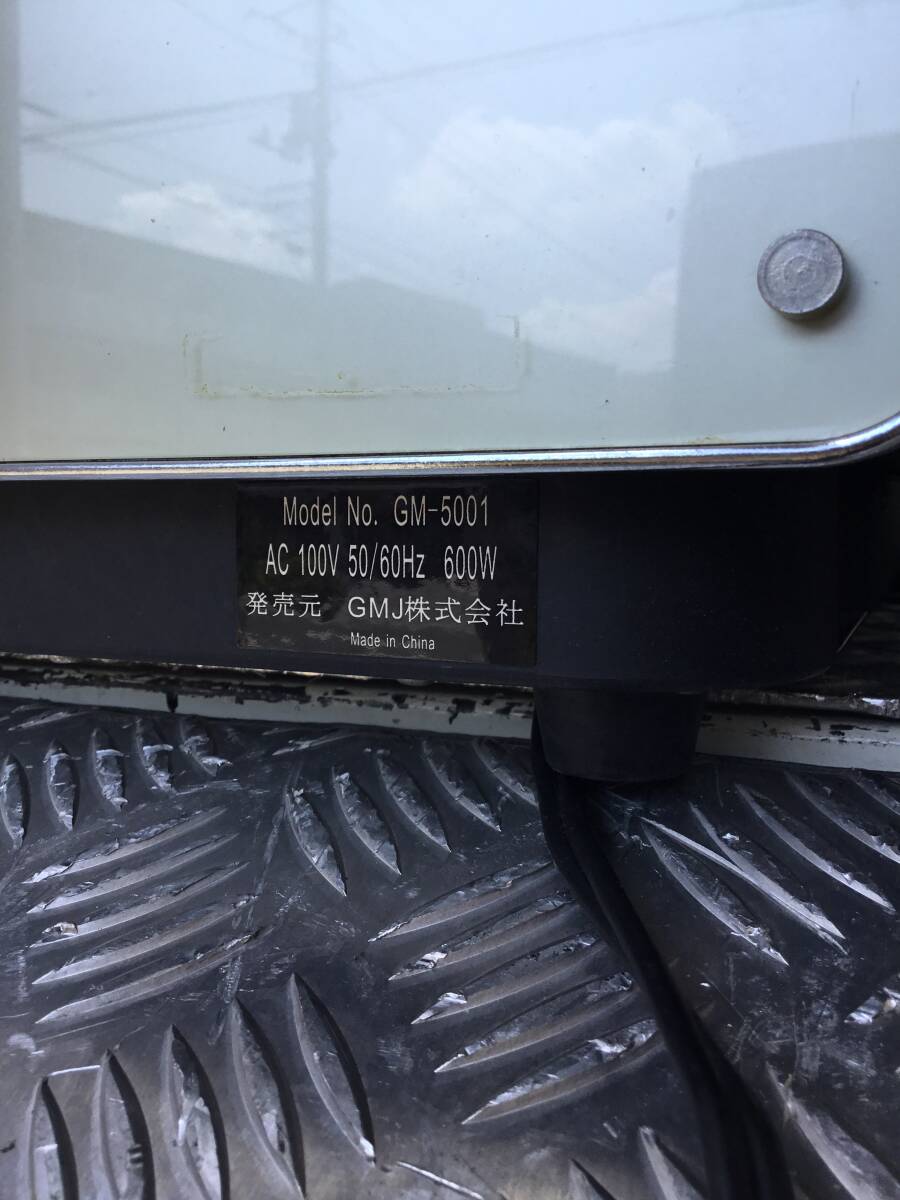 Model No. GM-5001
AC 100V 50/60Hz 600W
発売元 GMJ株式会社
Made in China